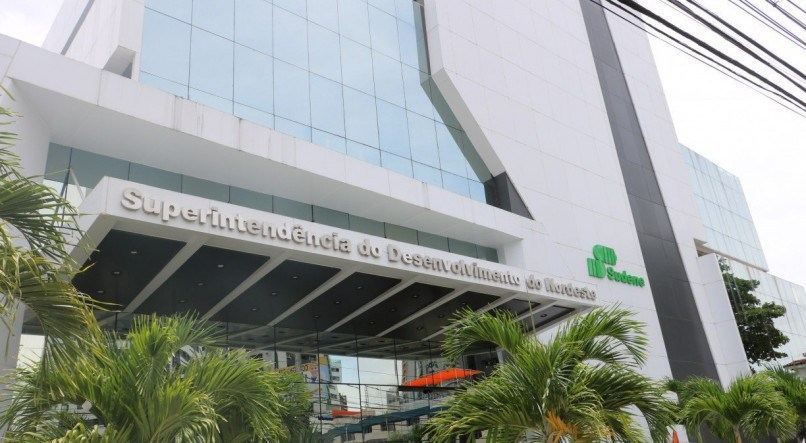 Superintendência do Desenvolvimento do Nordeste
Sudene